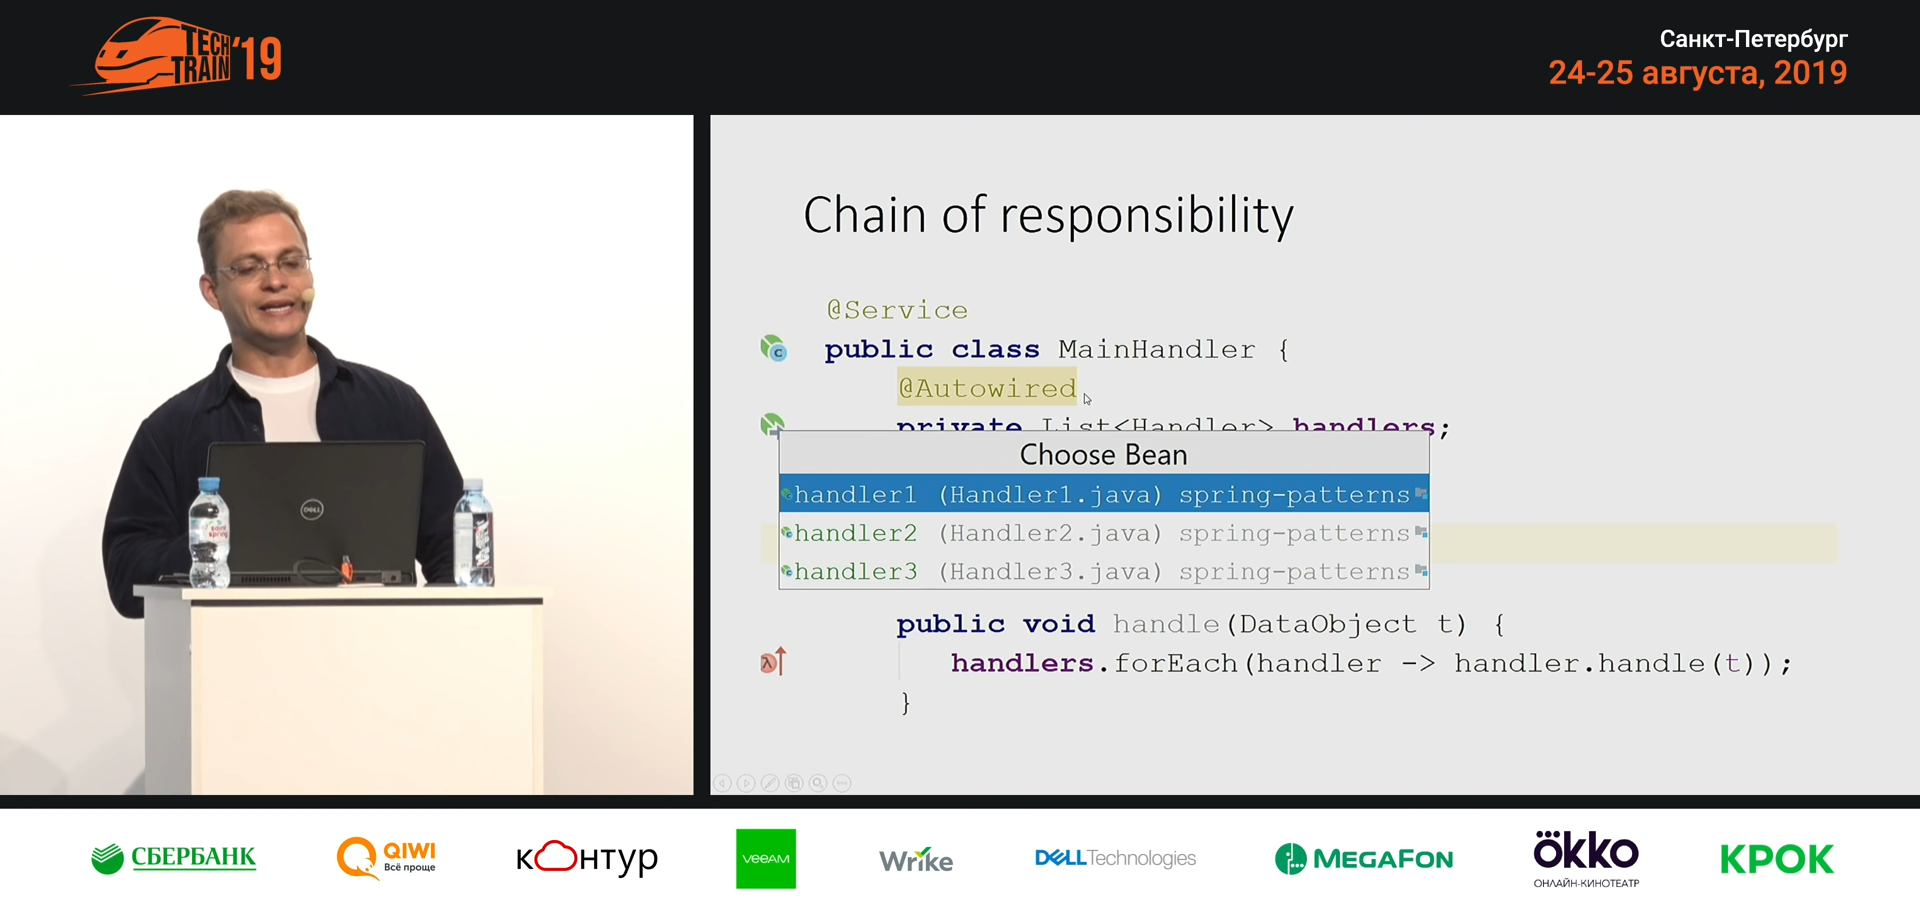 TECH TRAIN '19
Санкт-Петербург
24-25 августа, 2019
Chain of responsibility
@Service
public class MainHandler {
@Autowired
private List<Handler> handlers;
Choose Bean
handler1 (Handler1.java) spring-patterns
handler2 (Handler2.java) spring-patterns
handler3 (Handler3.java) spring-patterns
public void handle(DataObject t) {
handlers.forEach(handler -> handler.handle(t));
}
DELL
saint spring
СБЕРБАНК
QIWI
Всё проще
контур
veeAM
Wrike
DELL Technologies
MEGAFON
ökko
ОНЛАЙН-КИНОТЕАТР
КРОК